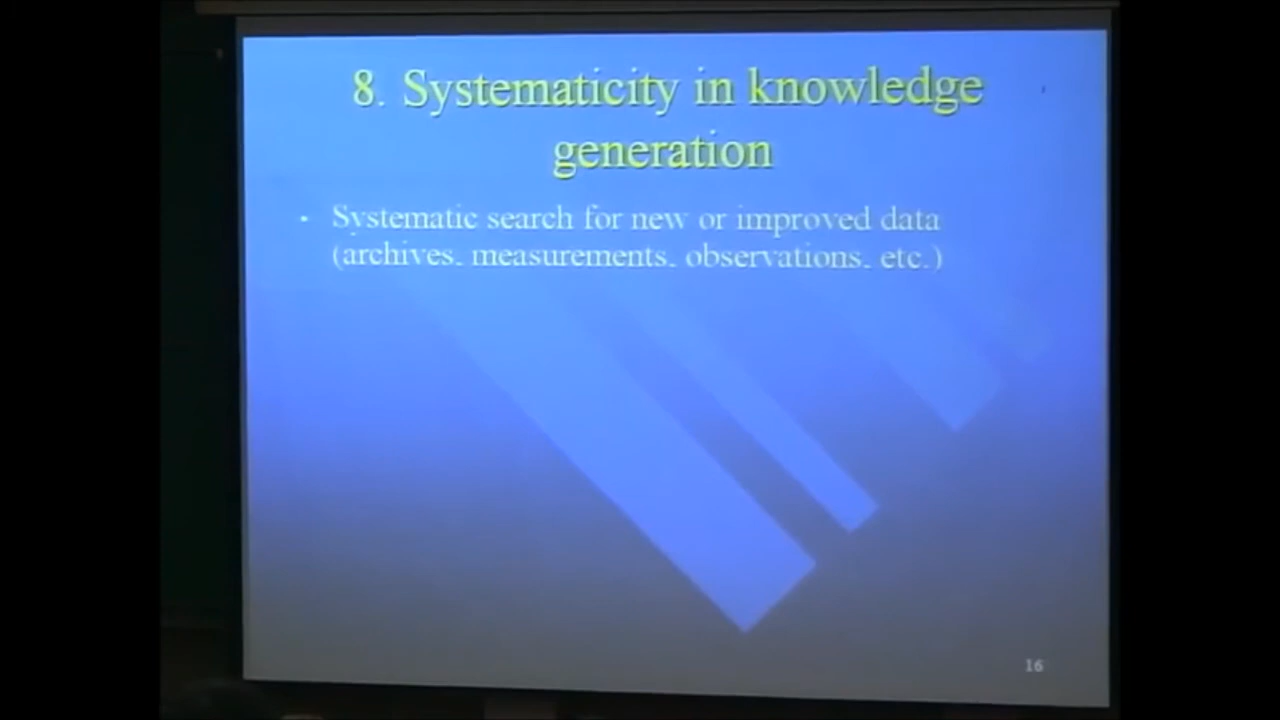 8. Systematicity in knowledge
generation
• Systematic search for new or improved data
(archives, measurements, observations, etc.)
16